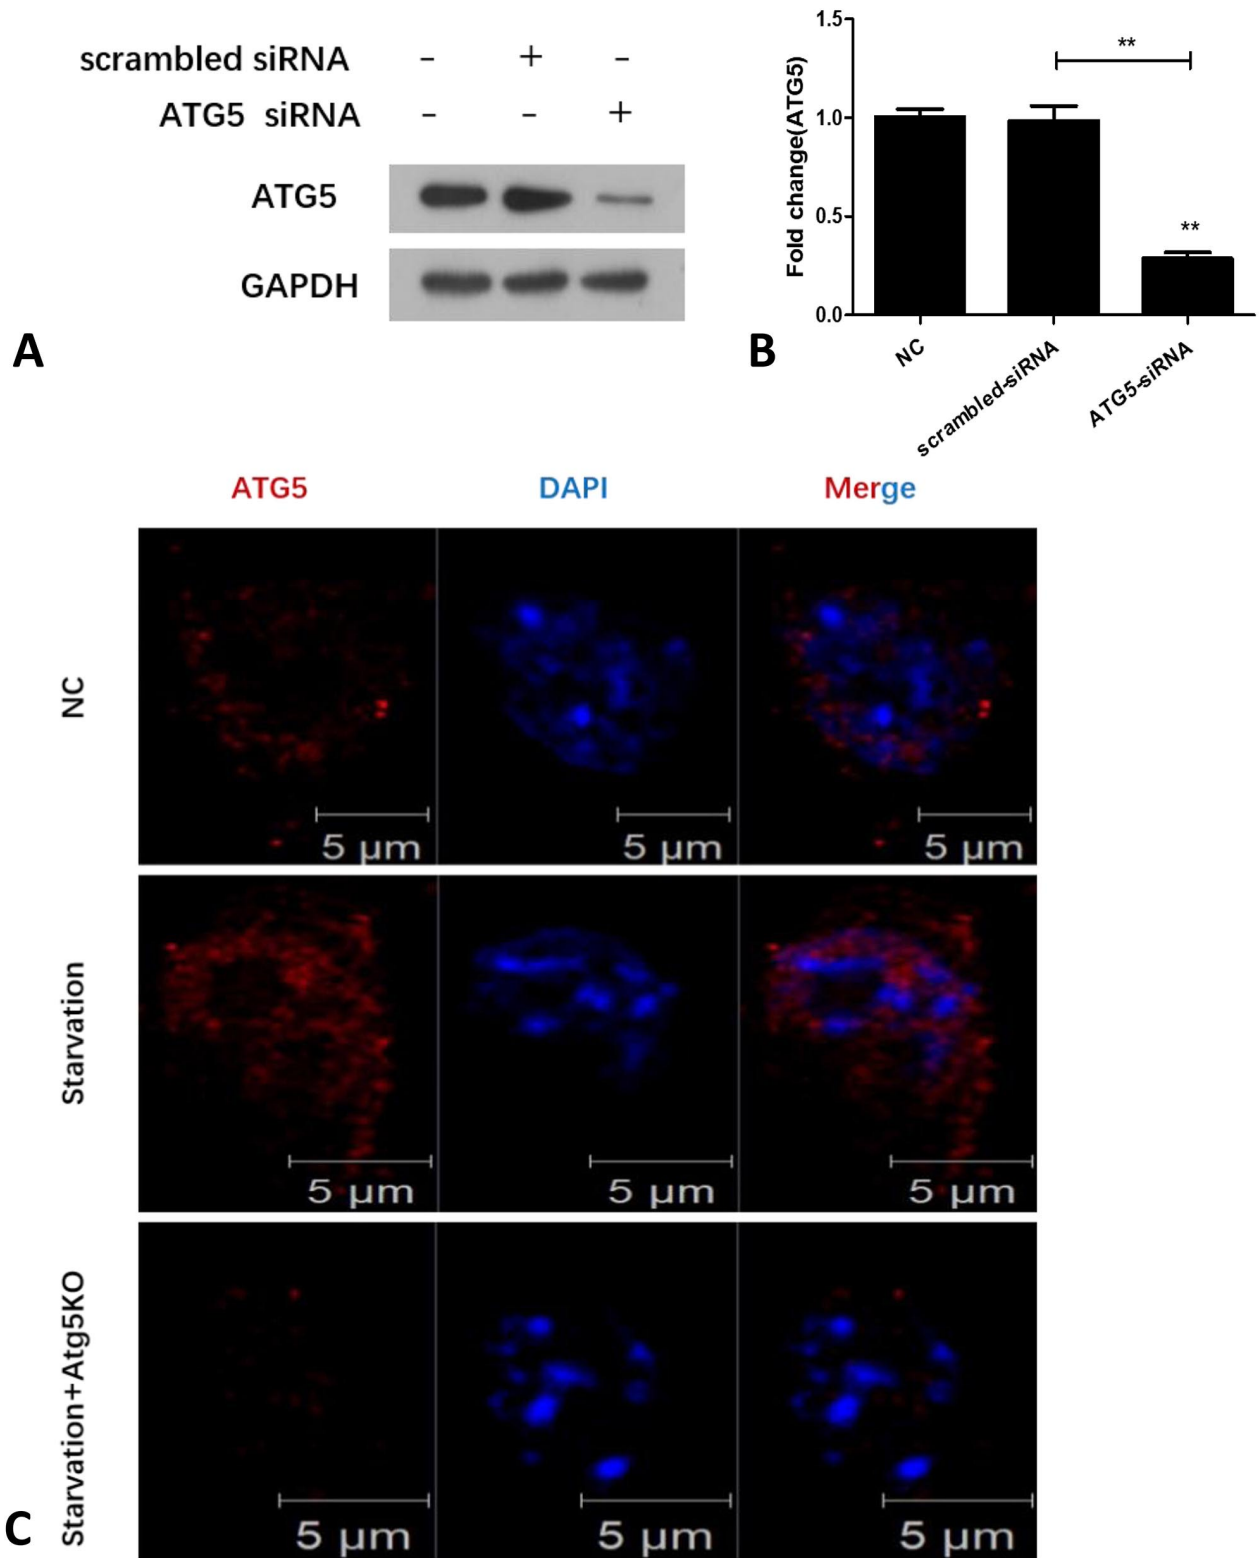 scrambled siRNA - + -
ATG5 siRNA - - +
ATG5
GAPDH
A
Fold change(ATG5)
1.5
1.0
0.5
0.0
**
**
NC
scrambled-siRNA
ATG5-siRNA
B
ATG5 DAPI Merge
NC
5 μm 5 μm 5 μm
Starvation
5 μm 5 μm 5 μm
Starvation+Atg5KO
5 μm 5 μm 5 μm
C